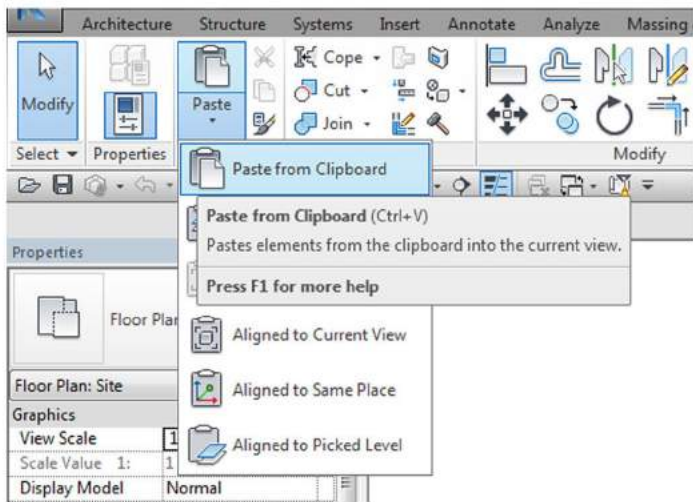 Architecture Structure Systems Insert Annotate Analyze Massing
Modify
Paste
Cope
Cut
Join
Select Properties Modify
Paste from Clipboard
Paste from Clipboard (Ctrl+V)
Pastes elements from the clipboard into the current view.
Press F1 for more help
Properties
Floor Plan
Aligned to Current View
Floor Plan: Site
Aligned to Same Place
Graphics
View Scale 1
Aligned to Picked Level
Scale Value 1: 1
Display Model Normal